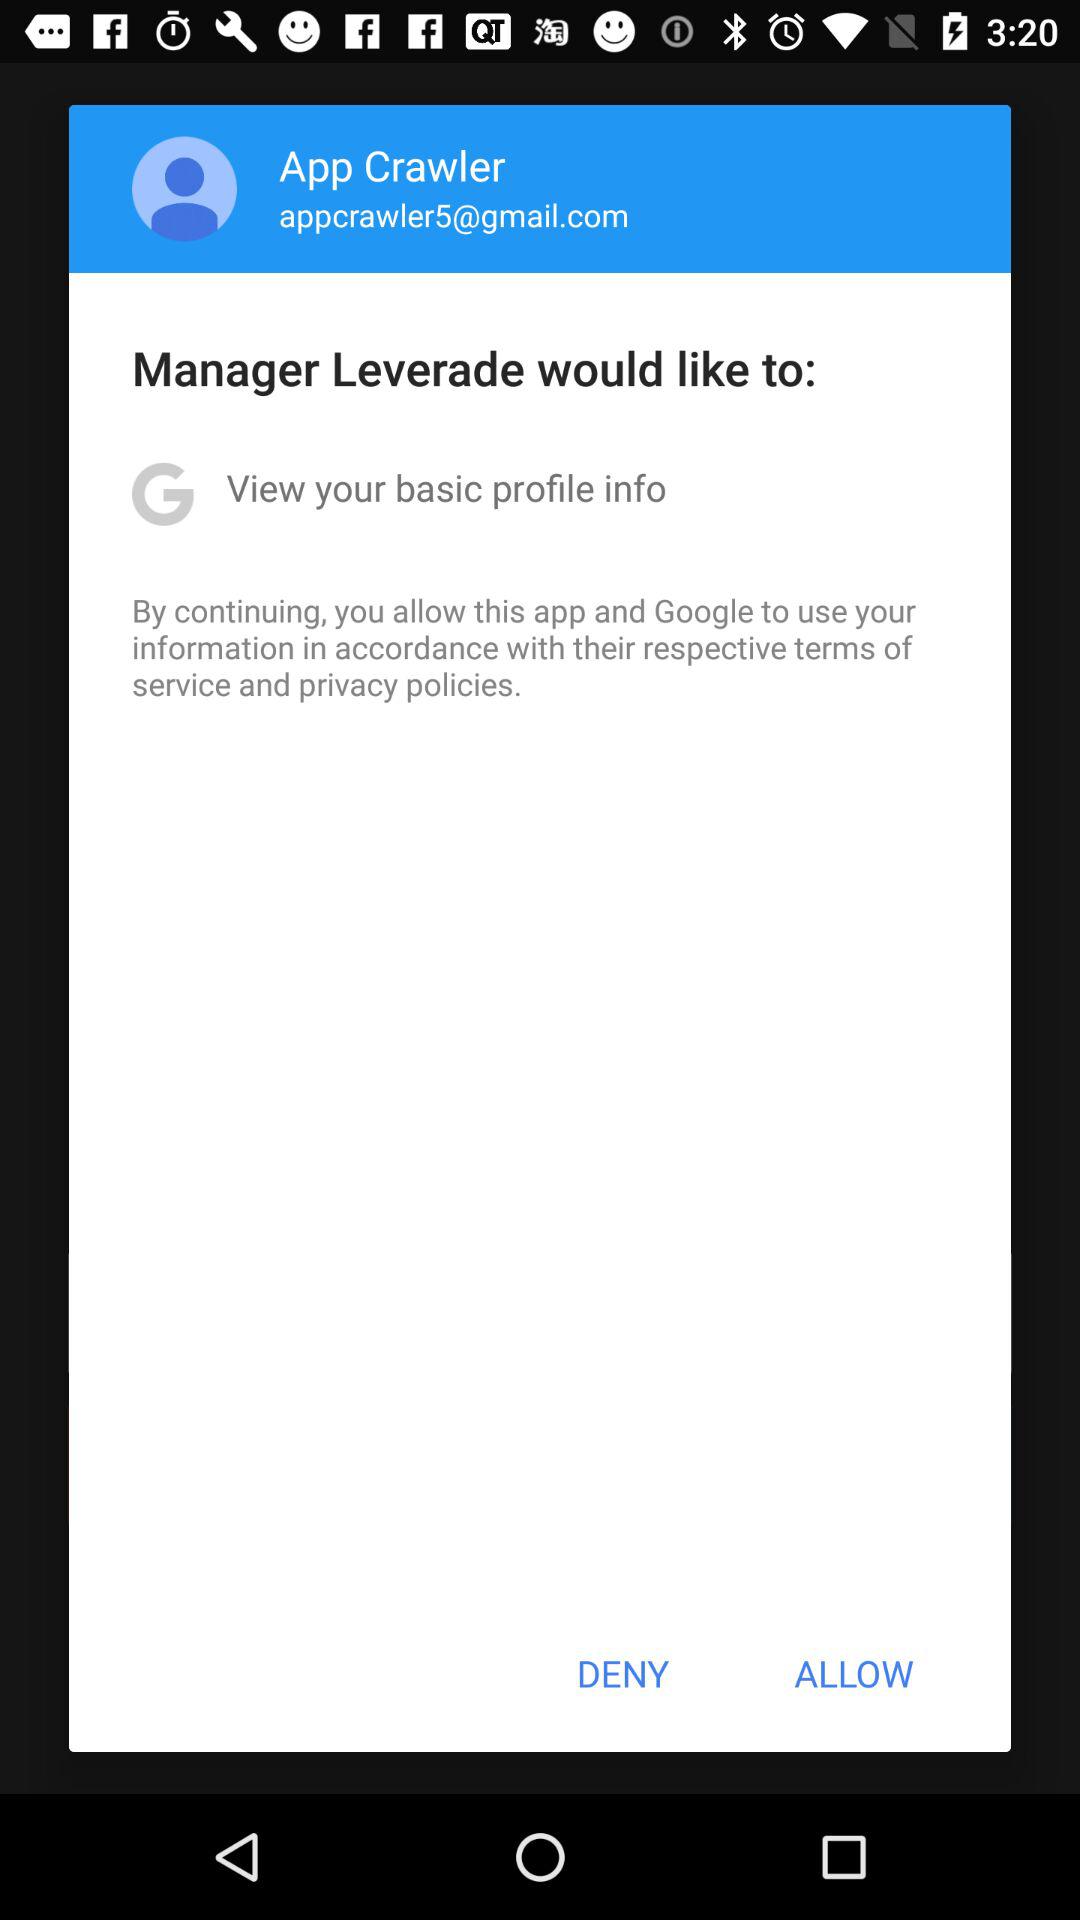 QT 淘 3:20
App Crawler
appcrawler5@gmail.com
Manager Leverade would like to:
View your basic profile info
By continuing, you allow this app and Google to use your
information in accordance with their respective terms of
service and privacy policies.
DENY ALLOW